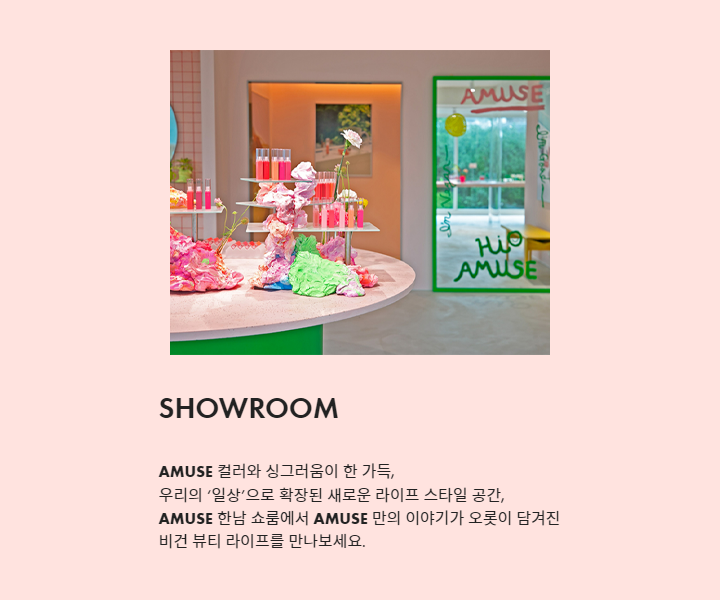 AMUSE
HiO
AMUSE
SHOWROOM
AMUSE 컬러와 싱그러움이 한 가득,
우리의 ‘일상’으로 확장된 새로운 라이프 스타일 공간,
AMUSE 한남 쇼룸에서 AMUSE 만의 이야기가 오롯이 담겨진
비건 뷰티 라이프를 만나보세요.